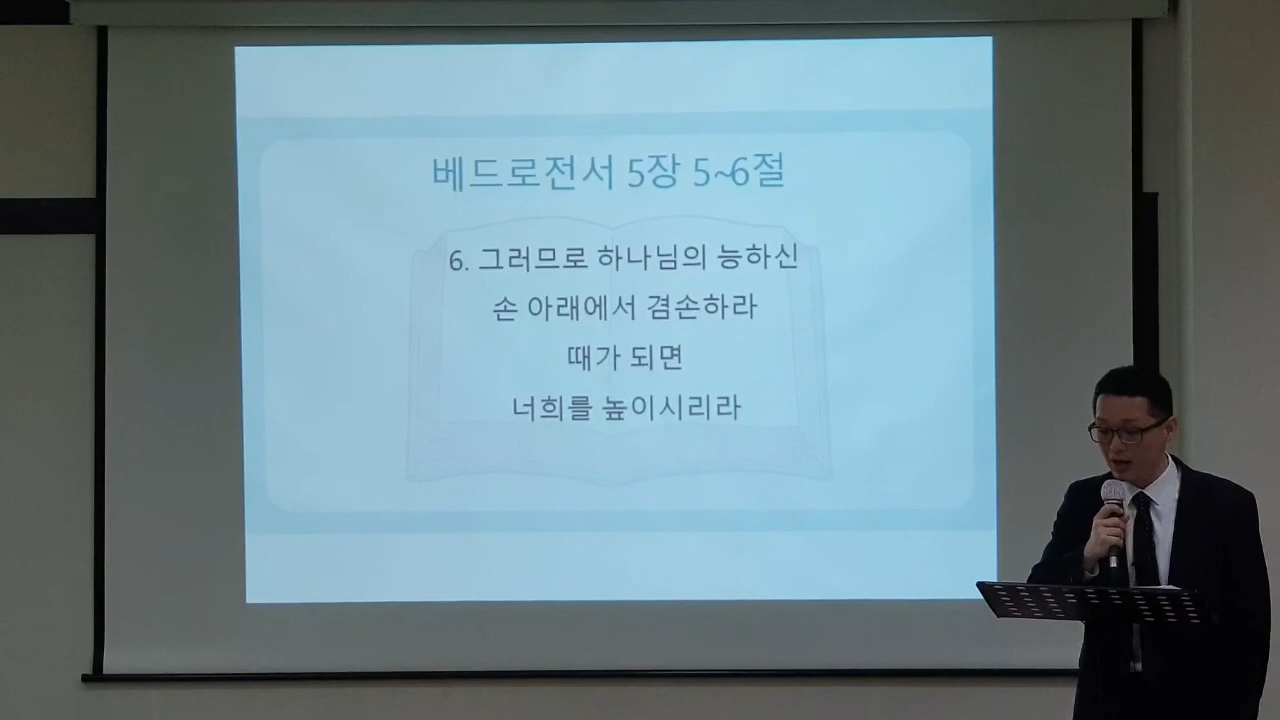 베드로전서 5장 5~6절
6. 그러므로 하나님의 능하신
손 아래에서 겸손하라
때가 되면
너희를 높이시리라